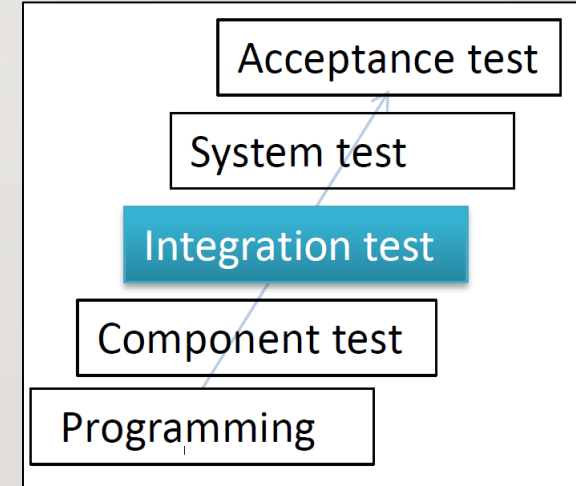 Acceptance test
System test
Integration test
Component test
Programming